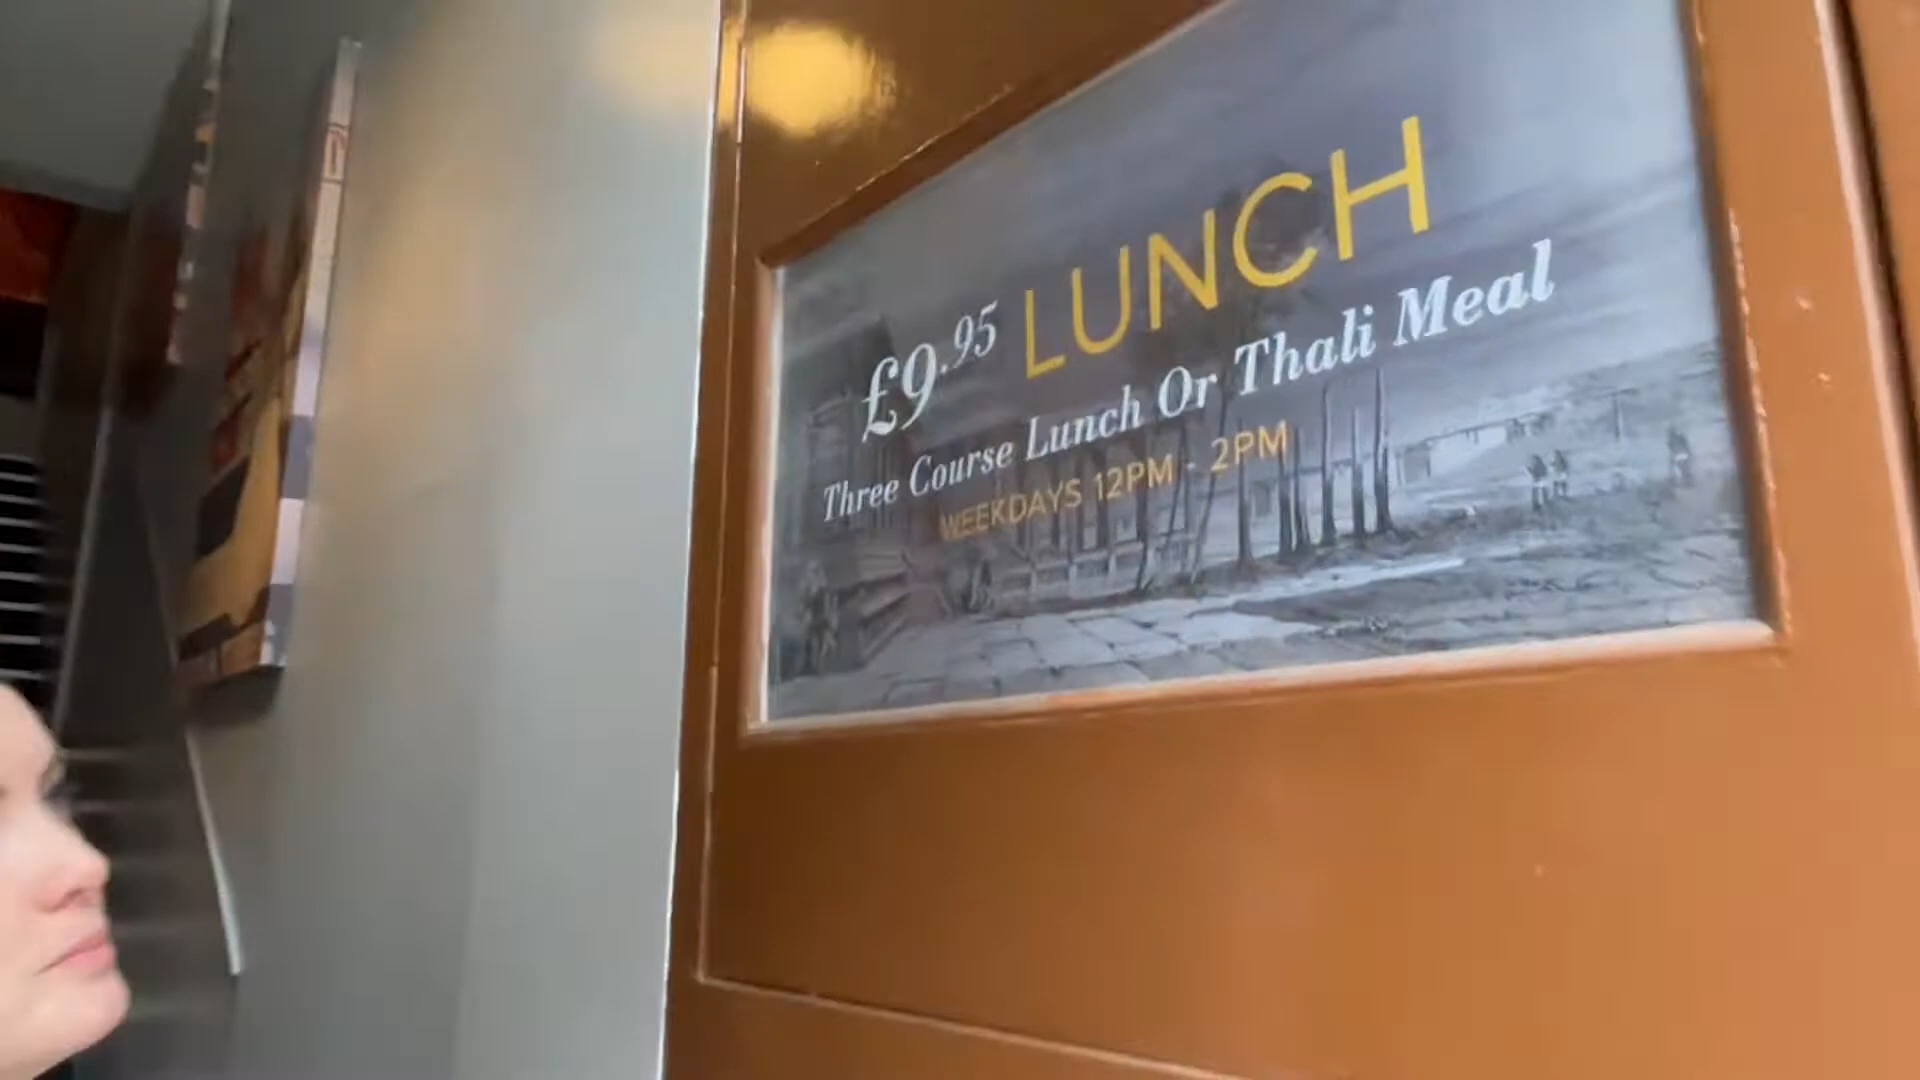 £9.95 LUNCH
Three Course Lunch Or Thali Meal
WEEKDAYS 12PM - 2PM